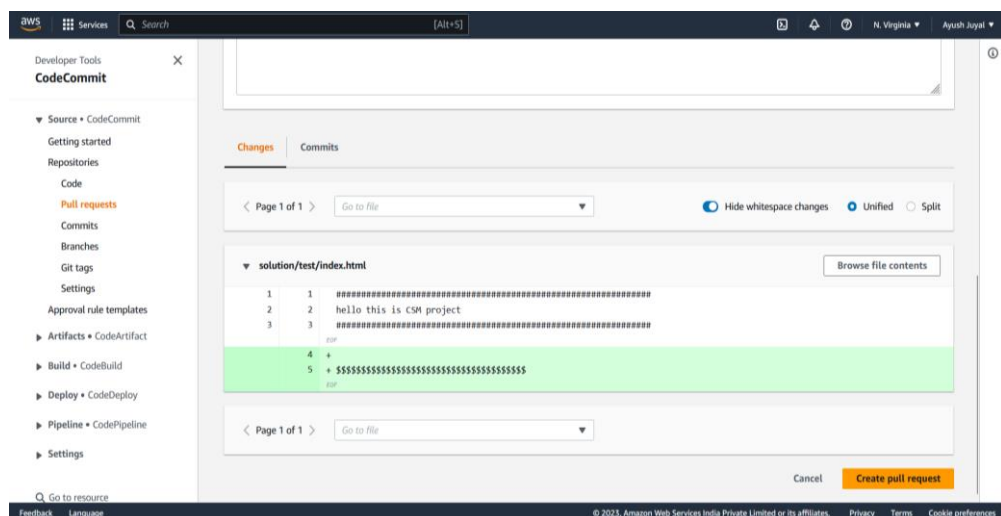 aws Services Search [Alt+S] N. Virginia ▼ Ayush Juyal ▼
Developer Tools
CodeCommit
▼ Source • CodeCommit
Getting started
Repositories
Code
Pull requests
Commits
Branches
Git tags
Settings
Approval rule templates
▶ Artifacts • CodeArtifact
▶ Build • CodeBuild
▶ Deploy • CodeDeploy
▶ Pipeline • CodePipeline
▶ Settings
Go to resource
Changes Commits
< Page 1 of 1 > Go to file ▼ Hide whitespace changes Unified Split
▼ solution/test/index.html Browse file contents
1 1 ###############################################################
2 2 hello this is CSM project
3 3 ###############################################################
EOF
4 +
5 + $$$$$$$$$$$$$$$$$$$$$$$$$$$$$$$$$$$$$$
EOF
< Page 1 of 1 > Go to file ▼
Cancel Create pull request
Feedback Language © 2023, Amazon Web Services India Private Limited or its affiliates. Privacy Terms Cookie preferences